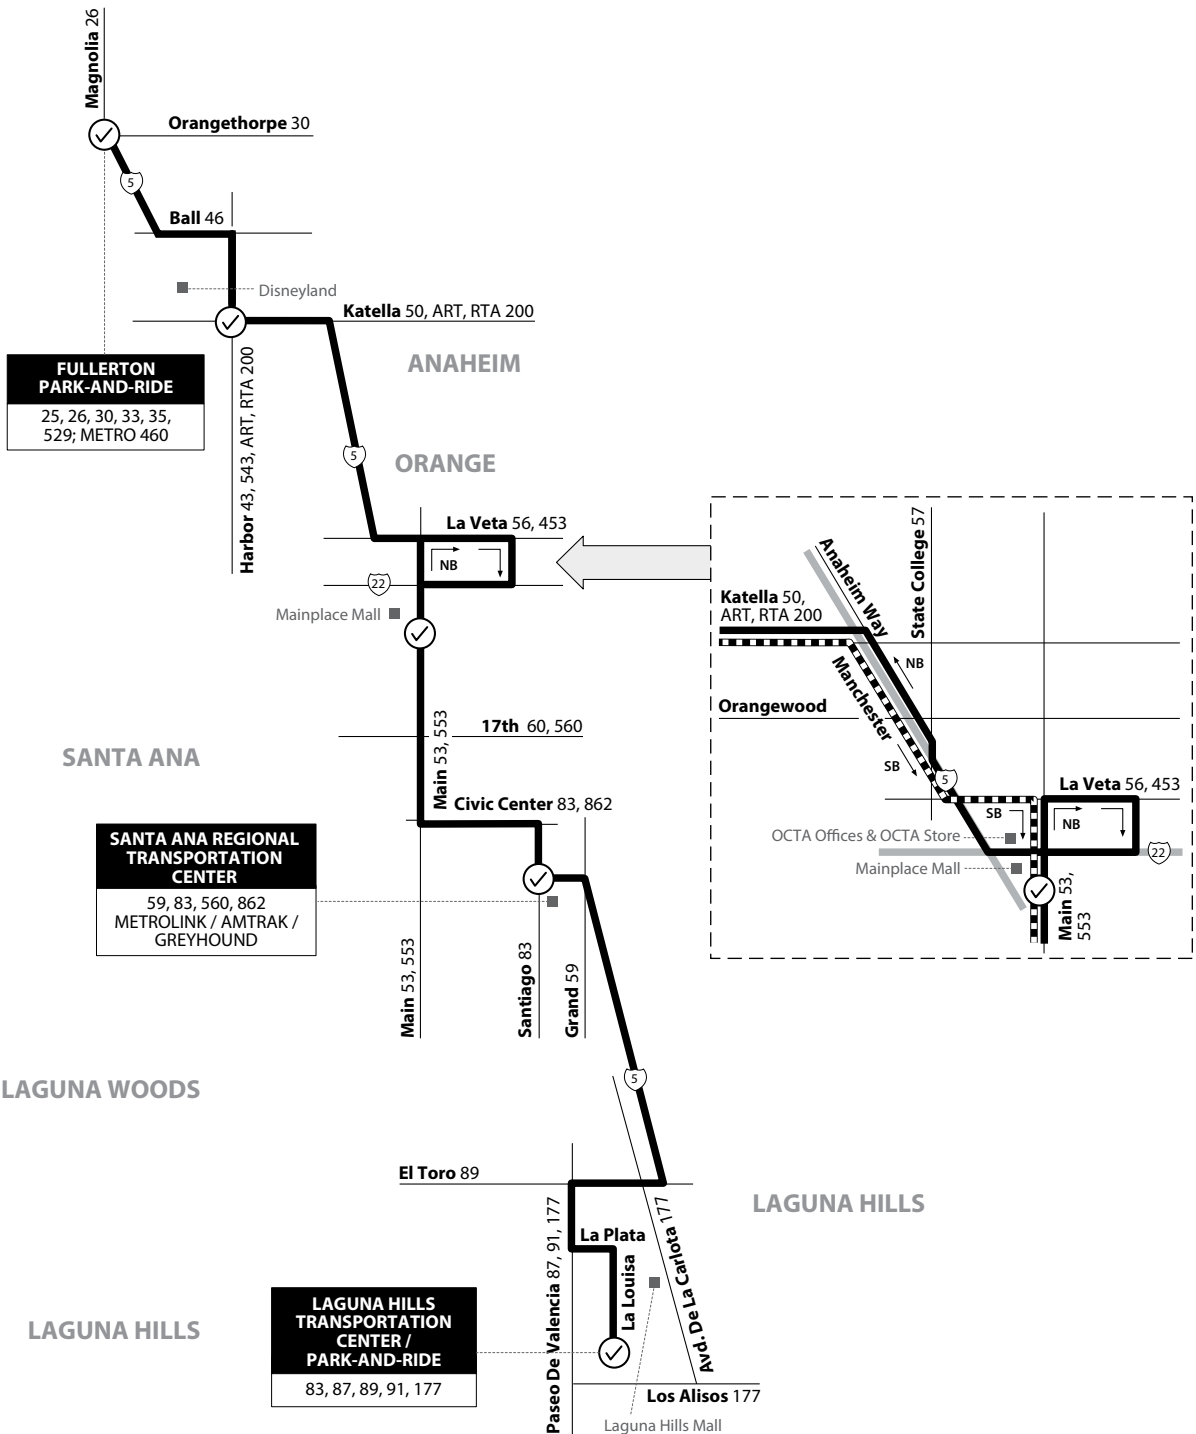 Magnolia 26
Orangethorpe 30
5
Ball 46
Disneyland
Katella 50, ART, RTA 200
ANAHEIM
FULLERTON
PARK-AND-RIDE
25, 26, 30, 33, 35,
529; METRO 460
Harbor 43, 543, ART, RTA 200
5
ORANGE
La Veta 56, 453
NB
22
Mainplace Mall
Main 53, 553
17th 60, 560
SANTA ANA
Civic Center 83, 862
SANTA ANA REGIONAL
TRANSPORTATION
CENTER
59, 83, 560, 862
METROLINK / AMTRAK /
GREYHOUND
Main 53, 553
Santiago 83
Grand 59
5
LAGUNA WOODS
El Toro 89
LAGUNA HILLS
Paseo De Valencia 87, 91, 177
La Plata
La Louisa
Avd. De La Carlota 177
LAGUNA HILLS
LAGUNA HILLS
TRANSPORTATION
CENTER /
PARK-AND-RIDE
83, 87, 89, 91, 177
Los Alisos 177
Laguna Hills Mall
State College 57
Anaheim Way
Katella 50,
ART, RTA 200
NB
Manchester
Orangewood
SB
5
La Veta 56, 453
SB
NB
OCTA Offices & OCTA Store
22
Mainplace Mall
Main 53,
553